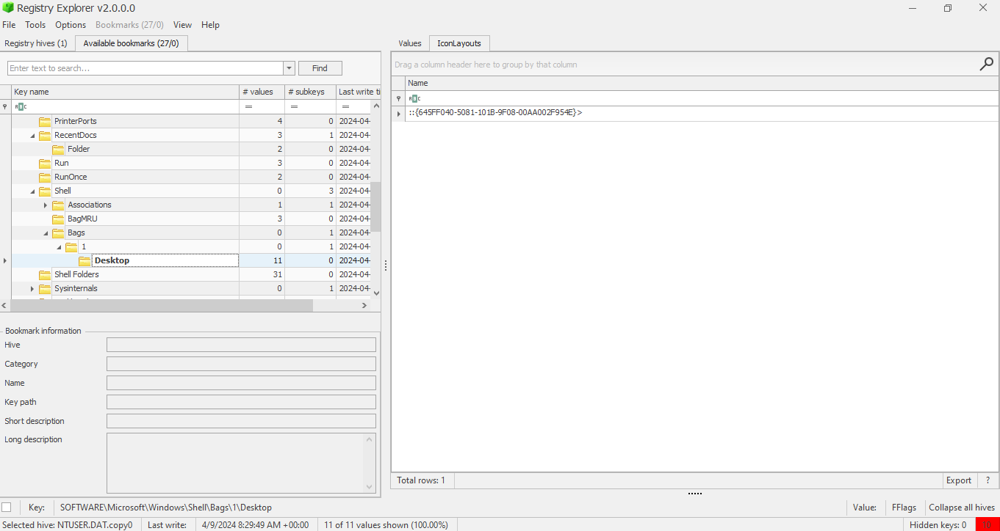 Registry Explorer v2.0.0.0
File Tools Options Bookmarks (27/0) View Help
Registry hives (1) Available bookmarks (27/0)
Enter text to search... Find
Key name # values # subkeys Last write ti
ABC = = =
PrinterPorts 4 0 2024-04-
RecentDocs 3 1 2024-04-
Folder 2 0 2024-04-
Run 3 0 2024-04-
RunOnce 2 0 2024-04-
Shell 0 3 2024-04-
Associations 1 1 2024-04-
BagMRU 3 0 2024-04-
Bags 0 1 2024-04-
1 0 1 2024-04-
Desktop 11 0 2024-04-
Shell Folders 31 0 2024-04-
Sysinternals 0 1 2024-04-
Bookmark information
Hive
Category
Name
Key path
Short description
Long description
Values IconLayouts
Drag a column header here to group by that column
Name
ABC
::{645FF040-5081-101B-9F08-00AA002F954E}>
Total rows: 1 Export ?
Key: SOFTWARE\Microsoft\Windows\Shell\Bags\1\Desktop Value: FFlags Collapse all hives
Selected hive: NTUSER.DAT.copy0 Last write: 4/9/2024 8:29:49 AM +00:00 11 of 11 values shown (100.00%) Hidden keys: 0